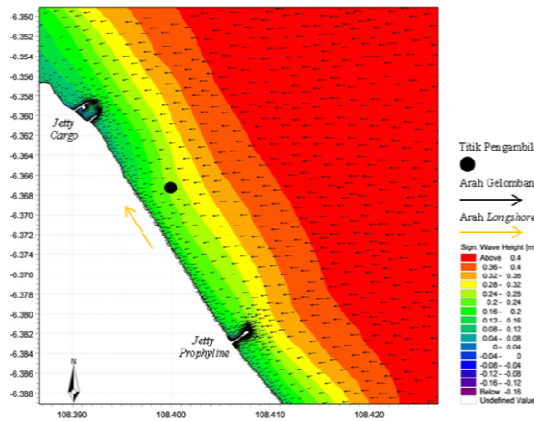 -6.350
-6.352
-6.354
-6.356
-6.358
-6.360
-6.362
-6.364
-6.366
-6.368
-6.370
-6.372
-6.374
-6.376
-6.378
-6.380
-6.382
-6.384
-6.386
-6.388
Jetty
Cargo
Jetty
Prophyline
N
108.390
108.400
108.410
108.420
Titik Pengambil
Arah Gelomban
Arah Longshore
Sign. Wave Height [m
Above 0.4
0.36 - 0.4
0.32 - 0.36
0.28 - 0.32
0.24 - 0.28
0.2 - 0.24
0.16 - 0.2
0.12 - 0.16
0.08 - 0.12
0.04 - 0.08
0 - 0.04
-0.04 - 0
-0.08 - -0.04
-0.12 - -0.08
-0.16 - -0.12
Below -0.16
Undefined Value